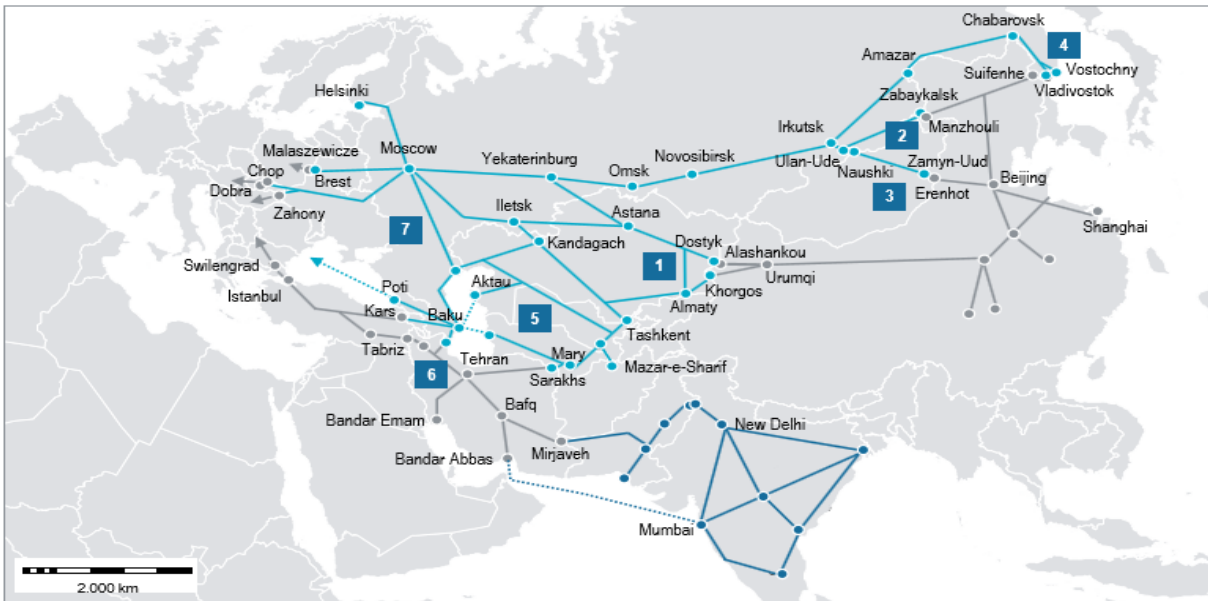 Chabarovsk
4
Amazar
Suifenhe
Vostochny
Vladivostok
Helsinki
Zabaykalsk
Manzhouli
2
Irkutsk
Malaszewicze
Moscow
Yekaterinburg
Novosibirsk
Omsk
Ulan-Ude
Naushki
Zamyn-Uud
Erenhot
3
Beijing
Chop
Dobra
Brest
Zahony
Shanghai
7
Iletsk
Astana
Kandagach
Dostyk
Alashankou
1
Urumqi
Khorgos
Almaty
Swilengrad
Istanbul
Poti
Kars
Aktau
Baku
5
Tashkent
Tabriz
Tehran
Mary
Sarakhs
Mazar-e-Sharif
6
Bandar Emam
Bafq
Mirjaveh
New Delhi
Bandar Abbas
Mumbai
2.000 km